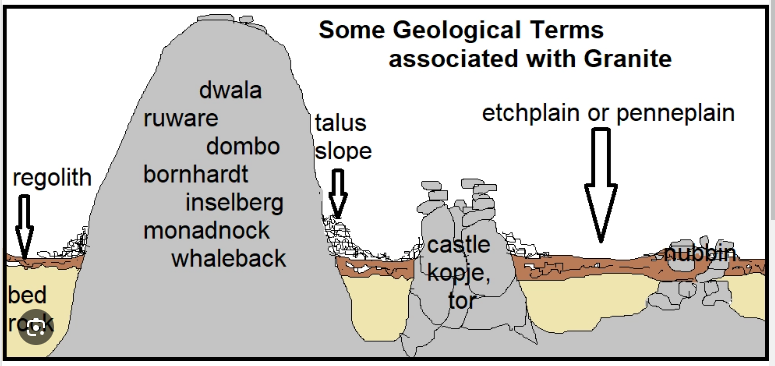 Some Geological Terms
associated with Granite
dwala
ruware
dombo
bornhardt
inselberg
monadnock
whaleback
regolith
talus
slope
etchplain or penneplain
castle
kopje,
tor
nubbin
bed
rock